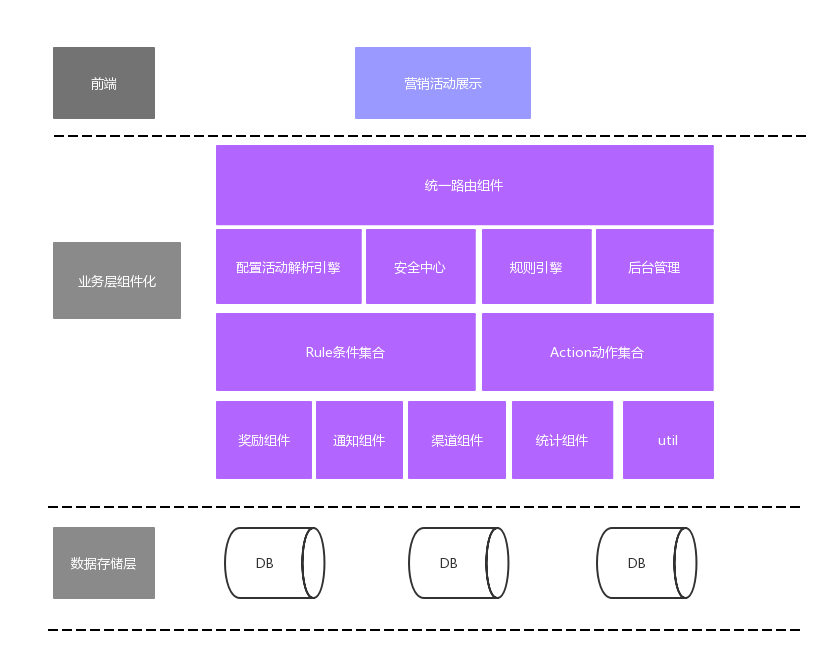 前端
营销活动展示
统一路由组件
配置活动解析引擎
安全中心
规则引擎
后台管理
业务层组件化
Rule条件集合
Action动作集合
奖励组件
通知组件
渠道组件
统计组件
util
数据存储层
DB
DB
DB